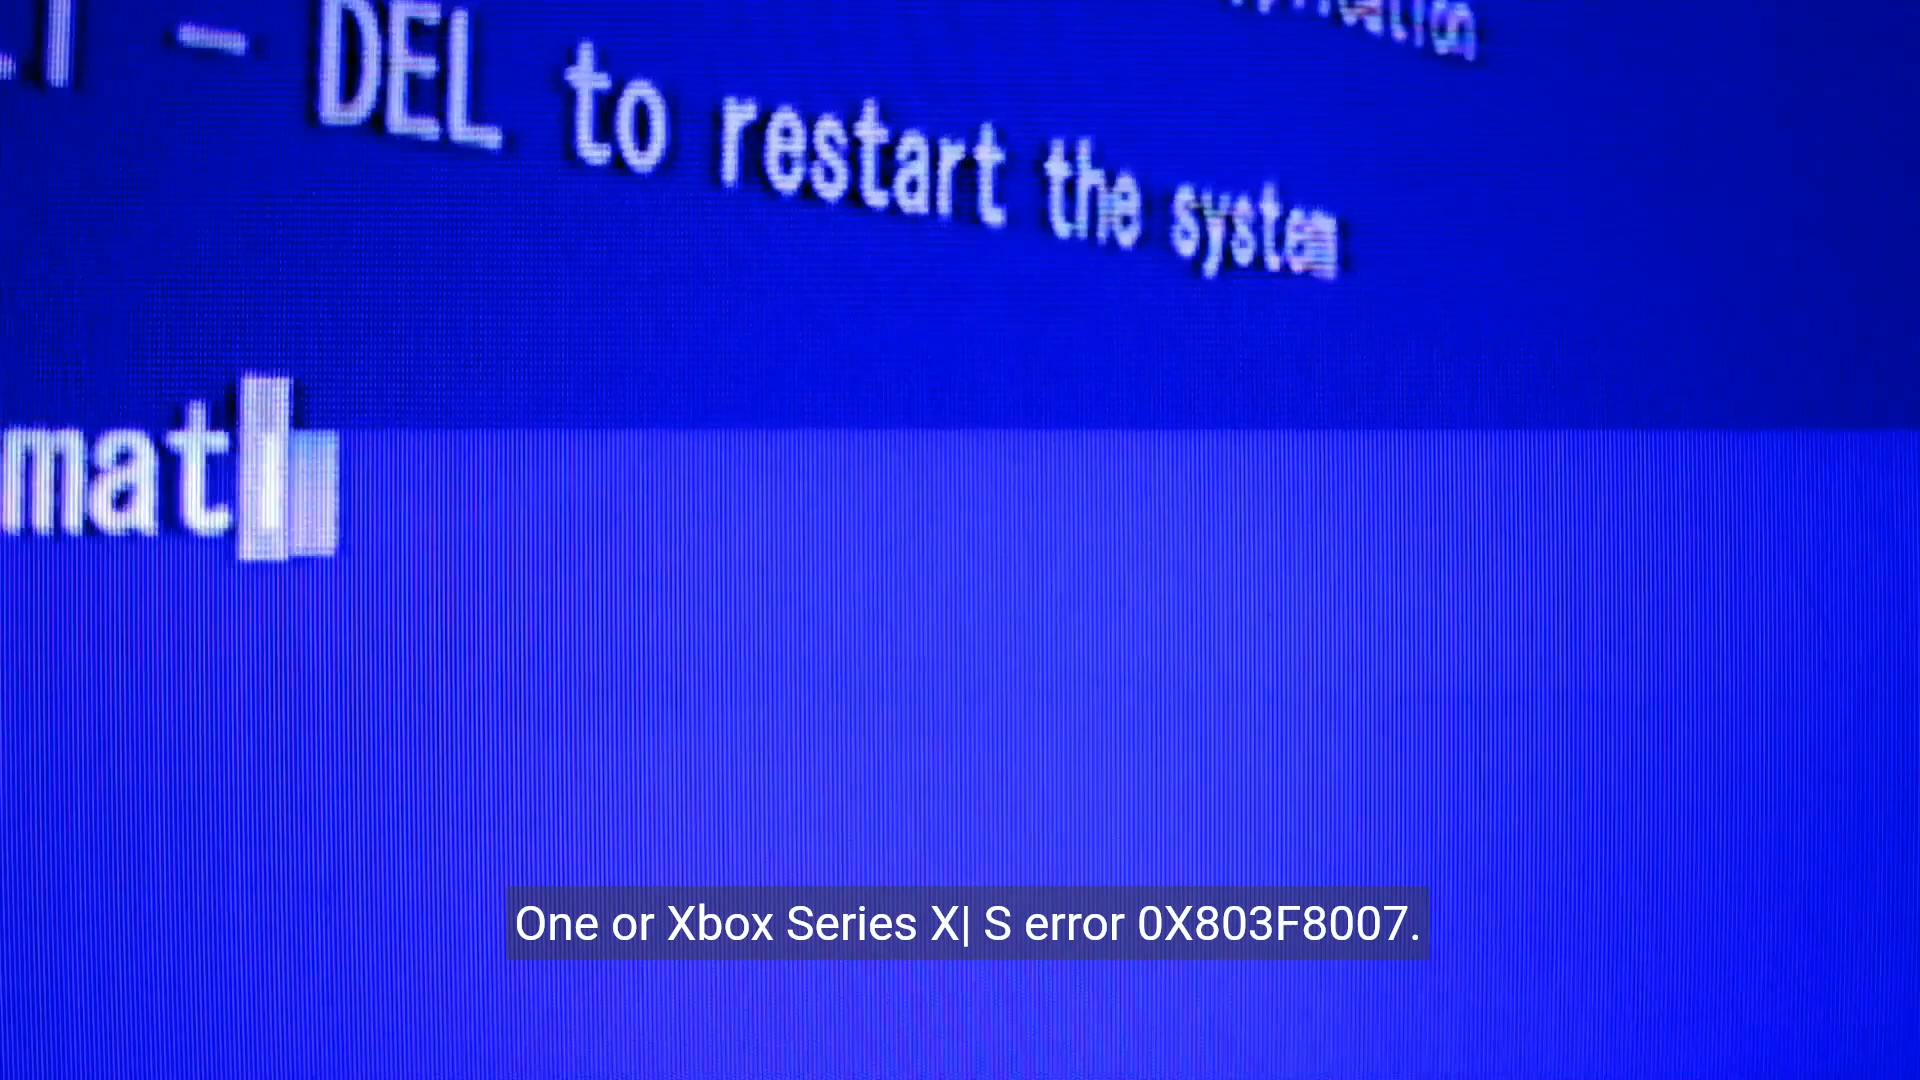 - DEL to restart the system
mat
One or Xbox Series X| S error 0X803F8007.